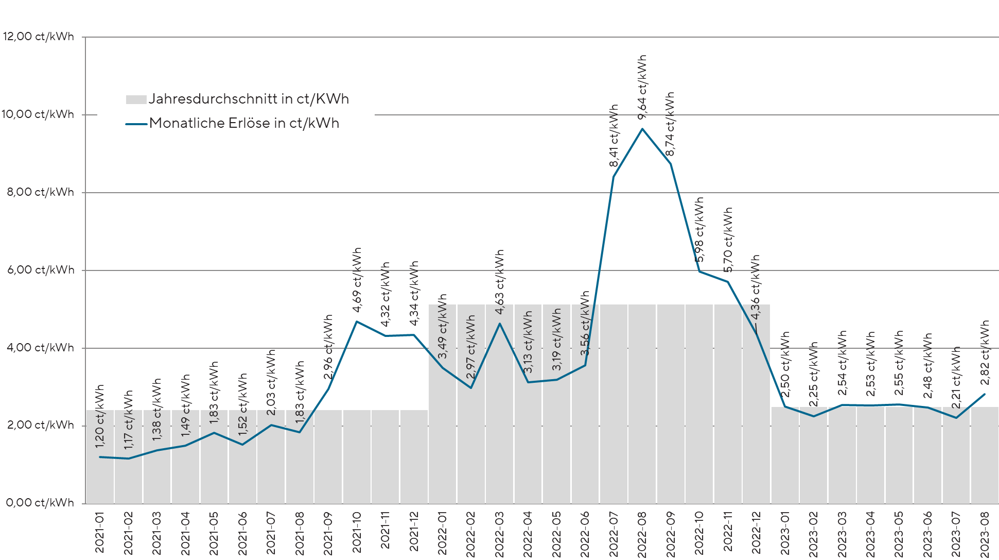 12,00 ct/kWh
10,00 ct/kWh
8,00 ct/kWh
6,00 ct/kWh
4,00 ct/kWh
2,00 ct/kWh
0,00 ct/kWh
Jahresdurchschnitt in ct/KWh
Monatliche Erlöse in ct/kWh
1,20 ct/kWh
1,17 ct/kWh
1,38 ct/kWh
1,49 ct/kWh
1,83 ct/kWh
1,52 ct/kWh
2,03 ct/kWh
1,83 ct/kWh
2,96 ct/kWh
4,69 ct/kWh
4,32 ct/kWh
4,34 ct/kWh
3,49 ct/kWh
2,97 ct/kWh
4,63 ct/kWh
3,13 ct/kWh
3,19 ct/kWh
3,56 ct/kWh
8,41 ct/kWh
9,64 ct/kWh
8,74 ct/kWh
5,98 ct/kWh
5,70 ct/kWh
4,36 ct/kWh
2,50 ct/kWh
2,25 ct/kWh
2,54 ct/kWh
2,53 ct/kWh
2,55 ct/kWh
2,48 ct/kWh
2,21 ct/kWh
2,82 ct/kWh
2021-01
2021-02
2021-03
2021-04
2021-05
2021-06
2021-07
2021-08
2021-09
2021-10
2021-11
2021-12
2022-01
2022-02
2022-03
2022-04
2022-05
2022-06
2022-07
2022-08
2022-09
2022-10
2022-11
2022-12
2023-01
2023-02
2023-03
2023-04
2023-05
2023-06
2023-07
2023-08